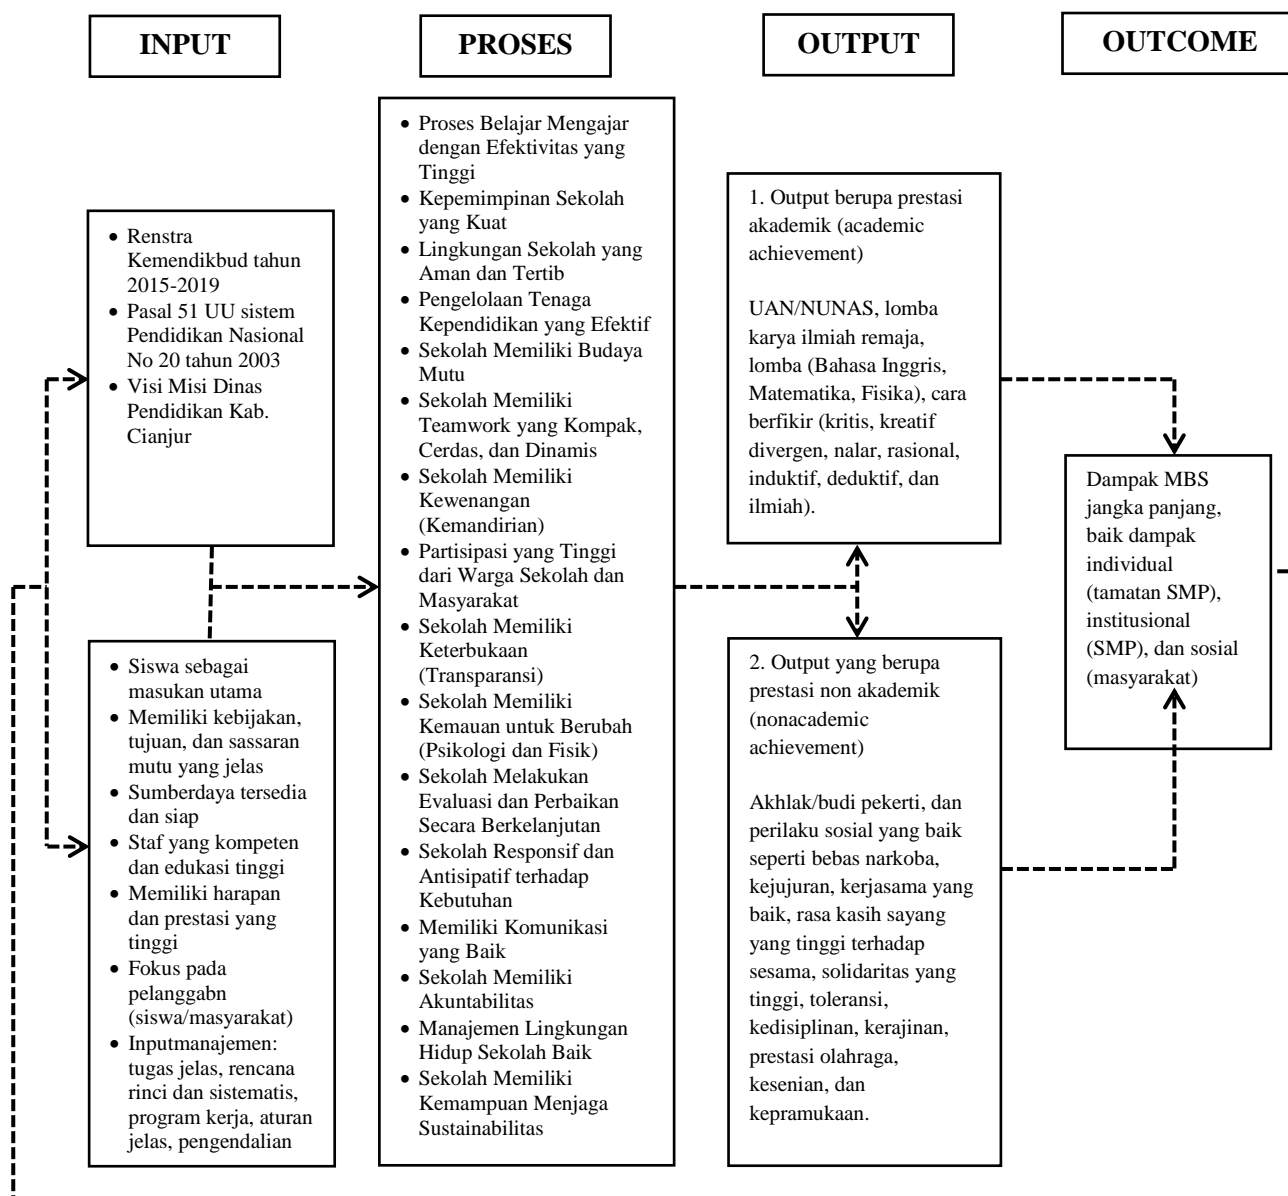 INPUT
PROSES
OUTPUT
OUTCOME
• Renstra
Kemendikbud tahun
2015-2019
• Pasal 51 UU sistem
Pendidikan Nasional
No 20 tahun 2003
• Visi Misi Dinas
Pendidikan Kab.
Cianjur
• Siswa sebagai
masukan utama
• Memiliki kebijakan,
tujuan, dan sassaran
mutu yang jelas
• Sumberdaya tersedia
dan siap
• Staf yang kompeten
dan edukasi tinggi
• Memiliki harapan
dan prestasi yang
tinggi
• Fokus pada
pelanggabn
(siswa/masyarakat)
• Inputmanajemen:
tugas jelas, rencana
rinci dan sistematis,
program kerja, aturan
jelas, pengendalian
• Proses Belajar Mengajar
dengan Efektivitas yang
Tinggi
• Kepemimpinan Sekolah
yang Kuat
• Lingkungan Sekolah yang
Aman dan Tertib
• Pengelolaan Tenaga
Kependidikan yang Efektif
• Sekolah Memiliki Budaya
Mutu
• Sekolah Memiliki
Teamwork yang Kompak,
Cerdas, dan Dinamis
• Sekolah Memiliki
Kewenangan
(Kemandirian)
• Partisipasi yang Tinggi
dari Warga Sekolah dan
Masyarakat
• Sekolah Memiliki
Keterbukaan
(Transparansi)
• Sekolah Memiliki
Kemauan untuk Berubah
(Psikologi dan Fisik)
• Sekolah Melakukan
Evaluasi dan Perbaikan
Secara Berkelanjutan
• Sekolah Responsif dan
Antisipatif terhadap
Kebutuhan
• Memiliki Komunikasi
yang Baik
• Sekolah Memiliki
Akuntabilitas
• Manajemen Lingkungan
Hidup Sekolah Baik
• Sekolah Memiliki
Kemampuan Menjaga
Sustainabilitas
1. Output berupa prestasi
akademik (academic
achievement)
UAN/NUNAS, lomba
karya ilmiah remaja,
lomba (Bahasa Inggris,
Matematika, Fisika), cara
berfikir (kritis, kreatif
divergen, nalar, rasional,
induktif, deduktif, dan
ilmiah).
2. Output yang berupa
prestasi non akademik
(nonacademic
achievement)
Akhlak/budi pekerti, dan
perilaku sosial yang baik
seperti bebas narkoba,
kejujuran, kerjasama yang
baik, rasa kasih sayang
yang tinggi terhadap
sesama, solidaritas yang
tinggi, toleransi,
kedisiplinan, kerajinan,
prestasi olahraga,
kesenian, dan
kepramukaan.
Dampak MBS
jangka panjang,
baik dampak
individual
(tamatan SMP),
institusional
(SMP), dan sosial
(masyarakat)